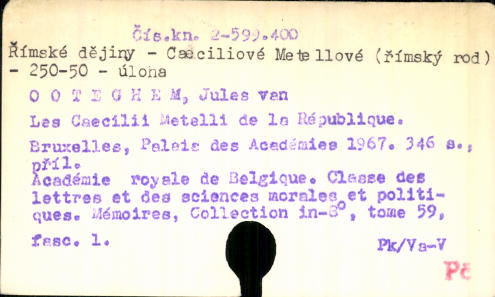 Čís.kn. 2-599.400
Římské dějiny - Caeciliové Metellové (římský rod)
- 250-50 - úloha
O O T E G H E M, Jules van
Les Caecilii Metelli de la République.
Bruxelles, Palais des Académies 1967. 346 s.,
příl.
Académie royale de Belgique. Classe des
lettres et des sciences morales et politi-
ques. Mémoires, Collection in-8°, tome 59,
fasc. 1.
Pk/Va-V
Př